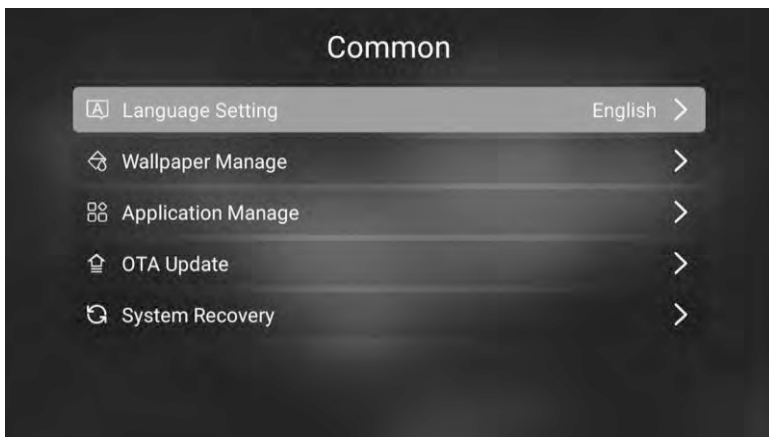 Common
Language Setting English
Wallpaper Manage
Application Manage
OTA Update
System Recovery